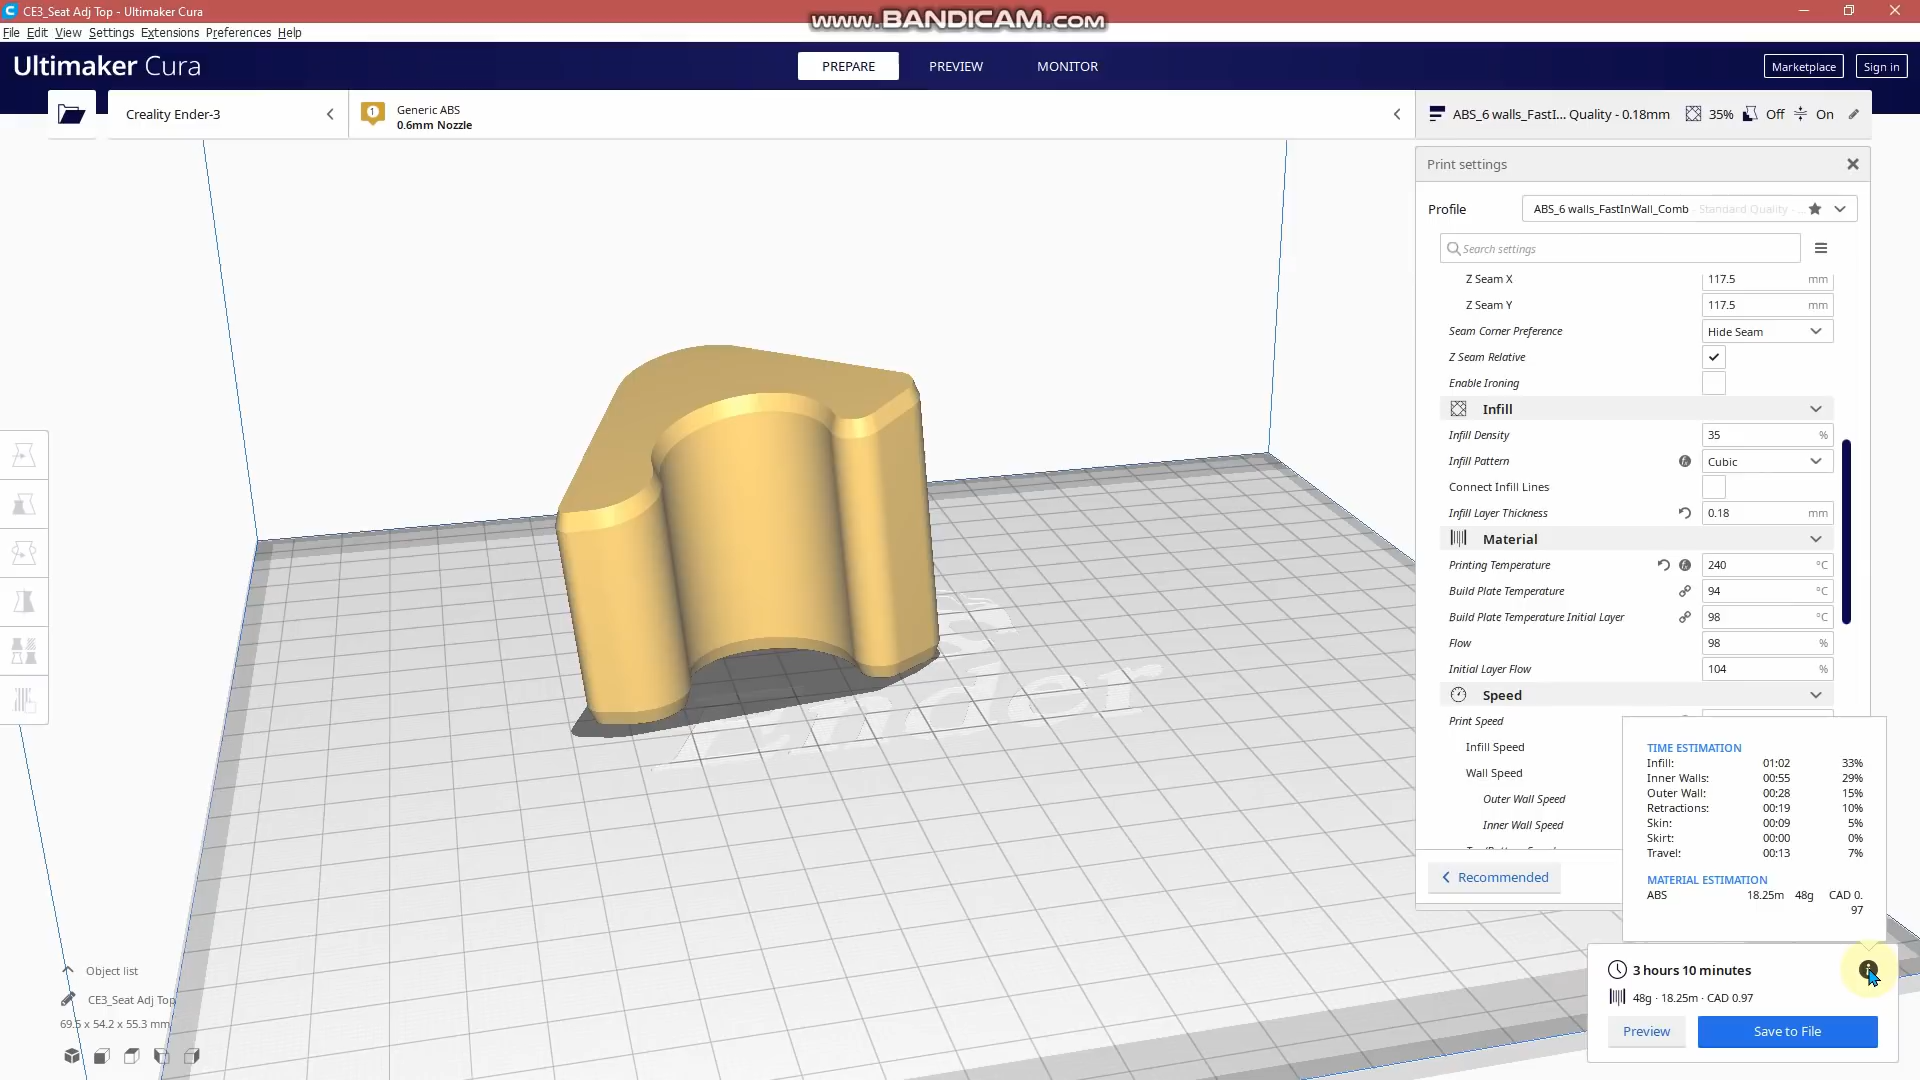 CE3_Seat Adj Top - Ultimaker Cura
www.BANDICAM.com
File Edit View Settings Extensions Preferences Help
Ultimaker Cura
PREPARE
PREVIEW
MONITOR
Marketplace
Sign in
Creality Ender-3
1
Generic ABS
0.6mm Nozzle
ABS_6 walls_FastI... Quality - 0.18mm
35%
Off
On
Print settings
Profile
ABS_6 walls_FastInWall_Comb Standard Quality - ...
Search settings
Z Seam X 117.5 mm
Z Seam Y 117.5 mm
Seam Corner Preference Hide Seam
Z Seam Relative
Enable Ironing
Infill
Infill Density 35 %
Infill Pattern Cubic
Connect Infill Lines
Infill Layer Thickness 0.18 mm
Material
Printing Temperature 240 °C
Build Plate Temperature 94 °C
Build Plate Temperature Initial Layer 98 °C
Flow 98 %
Initial Layer Flow 104 %
Speed
Print Speed
Infill Speed
Wall Speed
Outer Wall Speed
Inner Wall Speed
Recommended
TIME ESTIMATION
Infill: 01:02 33%
Inner Walls: 00:55 29%
Outer Wall: 00:28 15%
Retractions: 00:19 10%
Skin: 00:09 5%
Skirt: 00:00 0%
Travel: 00:13 7%
MATERIAL ESTIMATION
ABS 18.25m 48g CAD 0.
97
3 hours 10 minutes
48g · 18.25m · CAD 0.97
Preview
Save to File
Ender
Object list
CE3_Seat Adj Top
69.5 x 54.2 x 55.3 mm